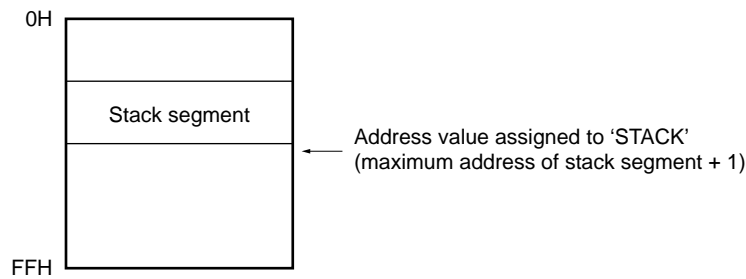 0H
Stack segment
Address value assigned to ‘STACK’
(maximum address of stack segment + 1)
FFH